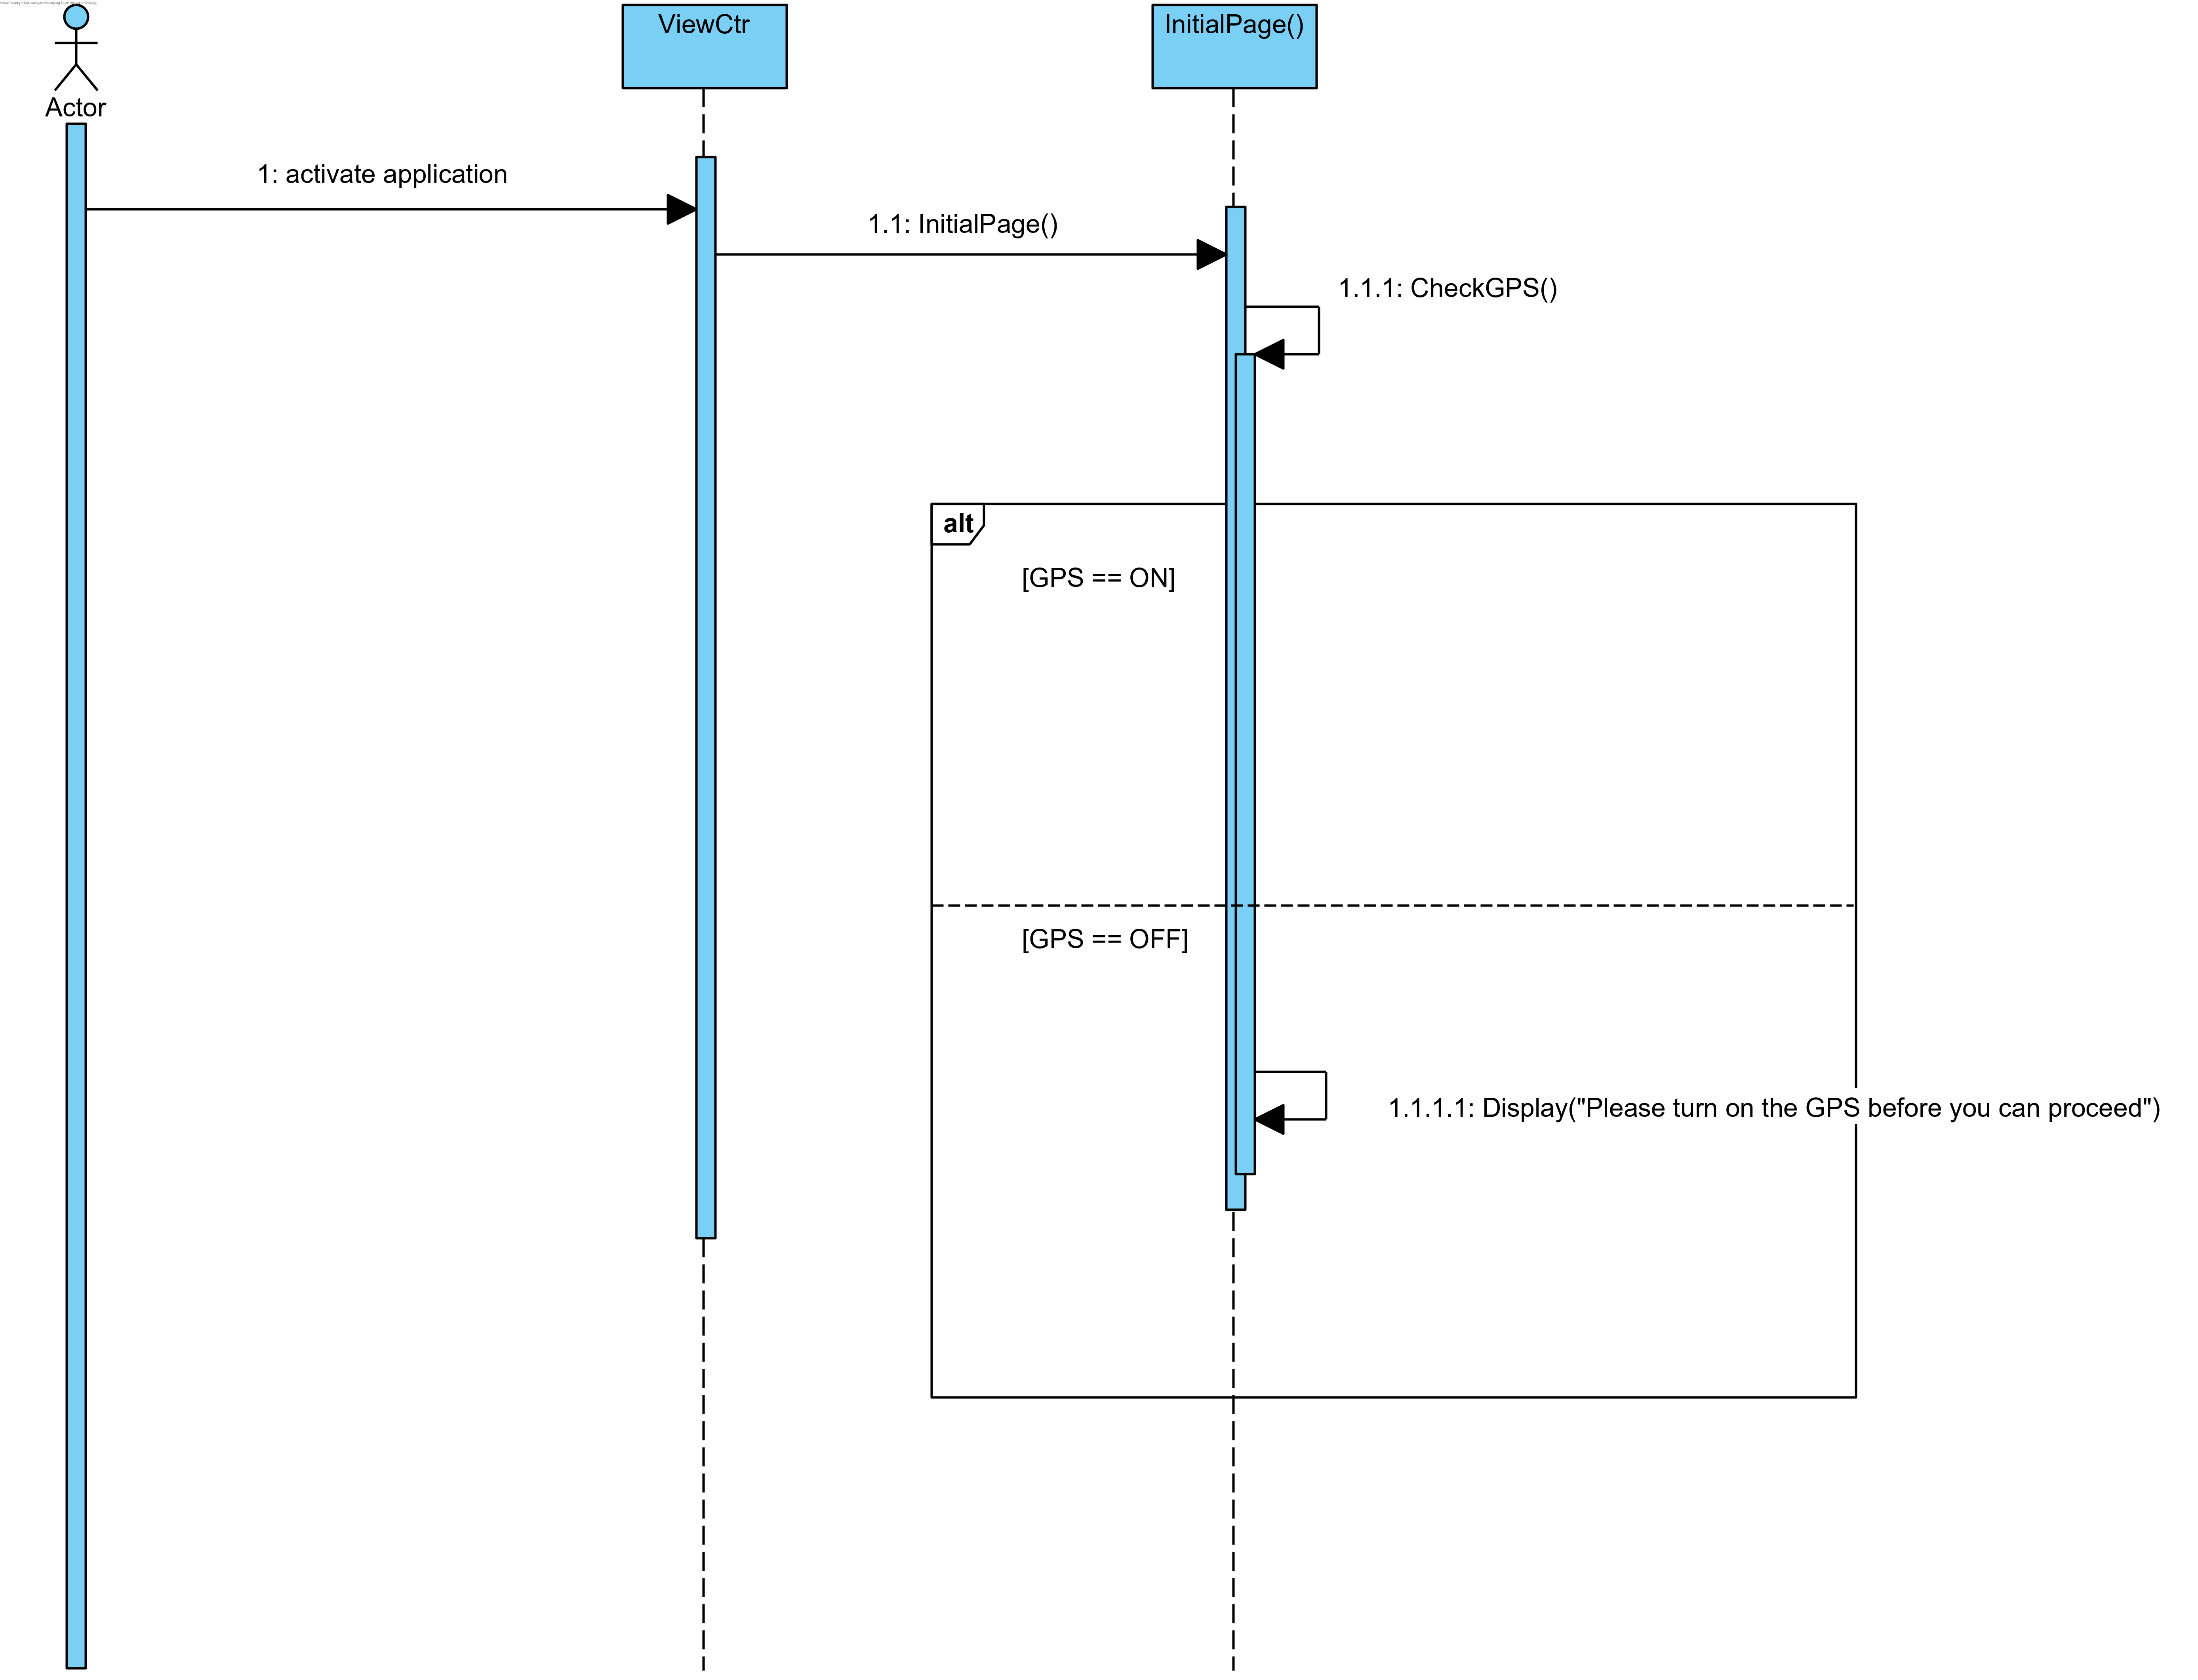 Actor
ViewCtr
InitialPage()
1: activate application
1.1: InitialPage()
1.1.1: CheckGPS()
alt
[GPS == ON]
[GPS == OFF]
1.1.1.1: Display("Please turn on the GPS before you can proceed")